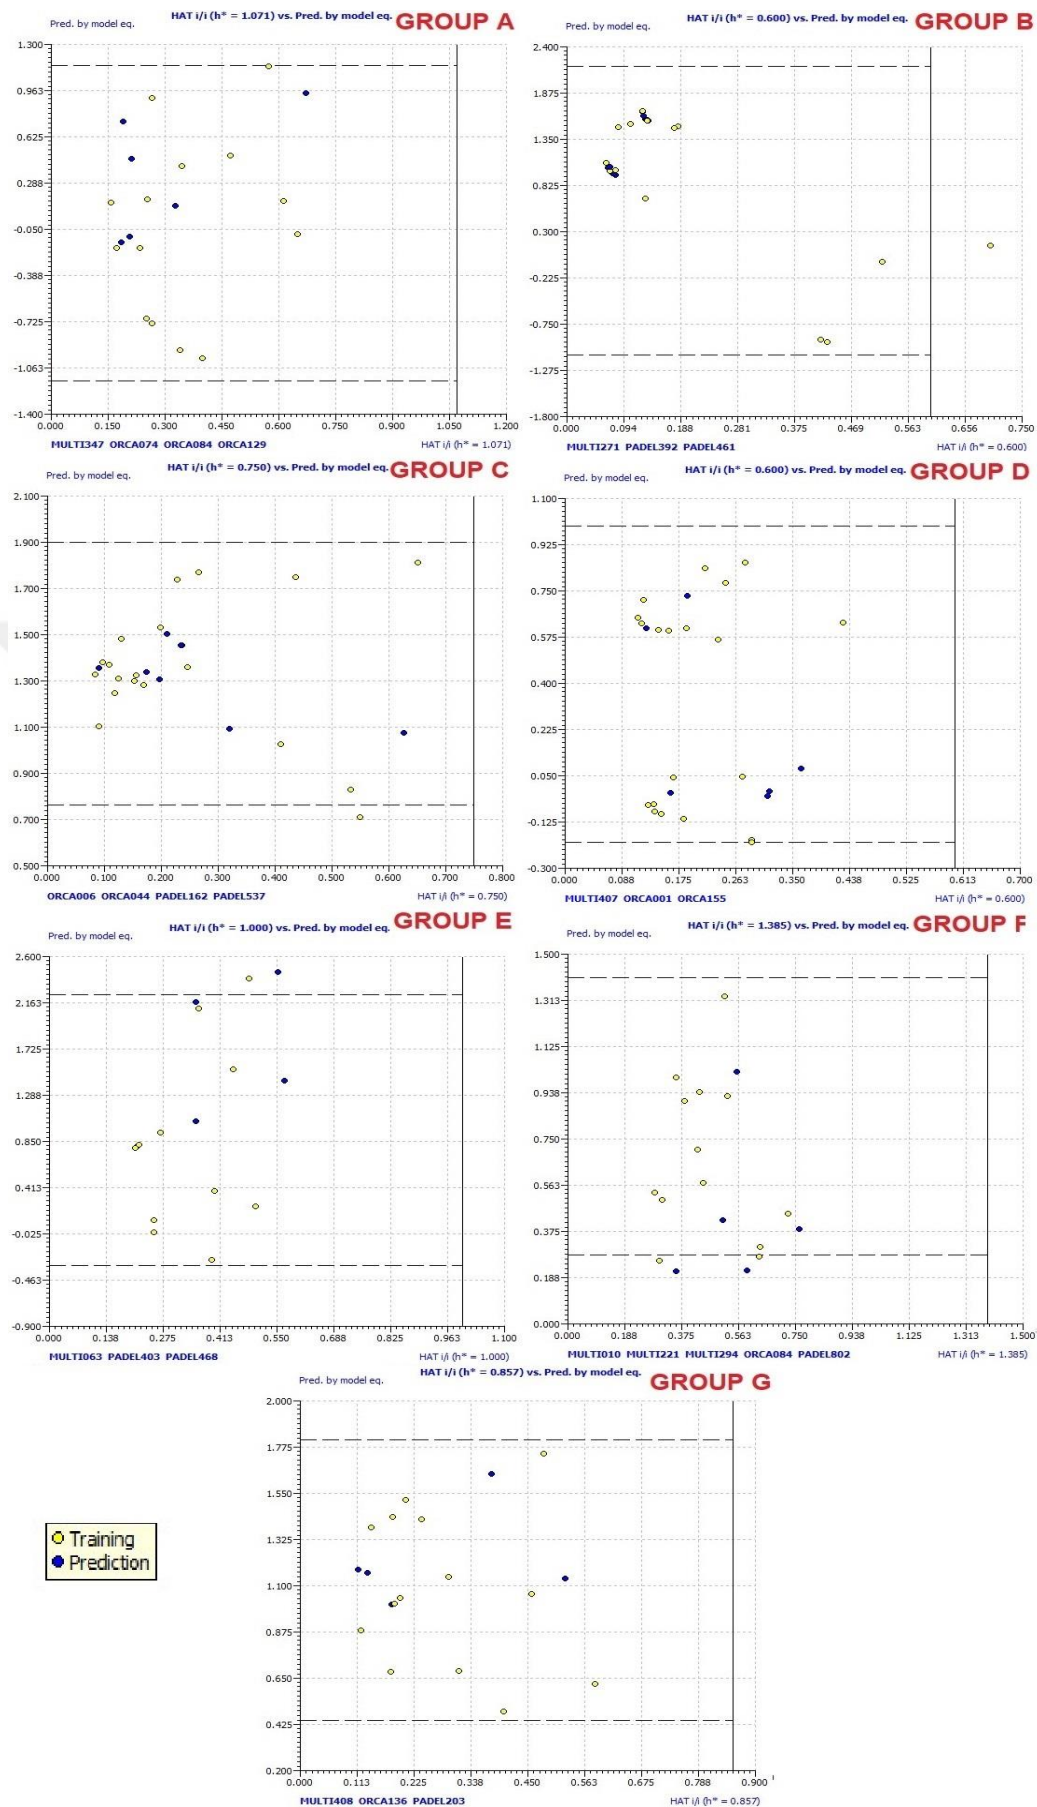 HAT i/i (h* = 1.071) vs. Pred. by model eq. GROUP A
Pred. by model eq.
1.300
0.963
0.625
0.288
-0.050
-0.388
-0.725
-1.063
-1.400
0.000 0.150 0.300 0.450 0.600 0.750 0.900 1.050 1.200
MULTI347 ORCA074 ORCA084 ORCA129 HAT i/i (h* = 1.071)
HAT i/i (h* = 0.600) vs. Pred. by model eq. GROUP B
Pred. by model eq.
2.400
1.875
1.350
0.825
0.300
-0.225
-0.750
-1.275
-1.800
0.000 0.094 0.188 0.281 0.375 0.469 0.563 0.656 0.750
MULTI271 PADEL392 PADEL461 HAT i/i (h* = 0.600)
HAT i/i (h* = 0.750) vs. Pred. by model eq. GROUP C
Pred. by model eq.
2.100
1.900
1.700
1.500
1.300
1.100
0.900
0.700
0.500
0.000 0.100 0.200 0.300 0.400 0.500 0.600 0.700 0.800
ORCA006 ORCA044 PADEL162 PADEL537 HAT i/i (h* = 0.750)
HAT i/i (h* = 0.600) vs. Pred. by model eq. GROUP D
Pred. by model eq.
1.100
0.925
0.750
0.575
0.400
0.225
0.050
-0.125
-0.300
0.000 0.088 0.175 0.263 0.350 0.438 0.525 0.613 0.700
MULTI407 ORCA001 ORCA155 HAT i/i (h* = 0.600)
HAT i/i (h* = 1.000) vs. Pred. by model eq. GROUP E
Pred. by model eq.
2.600
2.163
1.725
1.288
0.850
0.413
-0.025
-0.463
-0.900
0.000 0.138 0.275 0.413 0.550 0.688 0.825 0.963 1.100
MULTI063 PADEL403 PADEL468 HAT i/i (h* = 1.000)
HAT i/i (h* = 1.385) vs. Pred. by model eq. GROUP F
Pred. by model eq.
1.500
1.313
1.125
0.938
0.750
0.563
0.375
0.188
0.000
0.000 0.188 0.375 0.563 0.750 0.938 1.125 1.313 1.500
MULTI010 MULTI221 MULTI294 ORCA084 PADEL802 HAT i/i (h* = 1.385)
HAT i/i (h* = 0.857) vs. Pred. by model eq. GROUP G
Pred. by model eq.
2.000
1.775
1.550
1.325
1.100
0.875
0.650
0.425
0.200
0.000 0.113 0.225 0.338 0.450 0.563 0.675 0.788 0.900
MULTI408 ORCA136 PADEL203 HAT i/i (h* = 0.857)
Training
Prediction